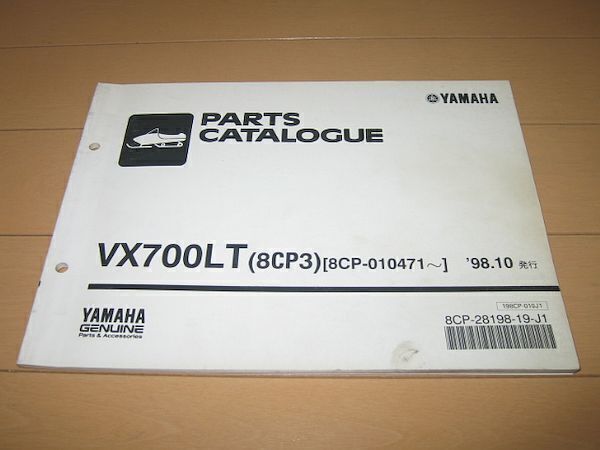 YAMAHA
PARTS
CATALOGUE
VX700LT(8CP3)[8CP-010471～] '98.10 発行
198CP-010J1
8CP-28198-19-J1
YAMAHA
GENUINE
Parts & Accessories